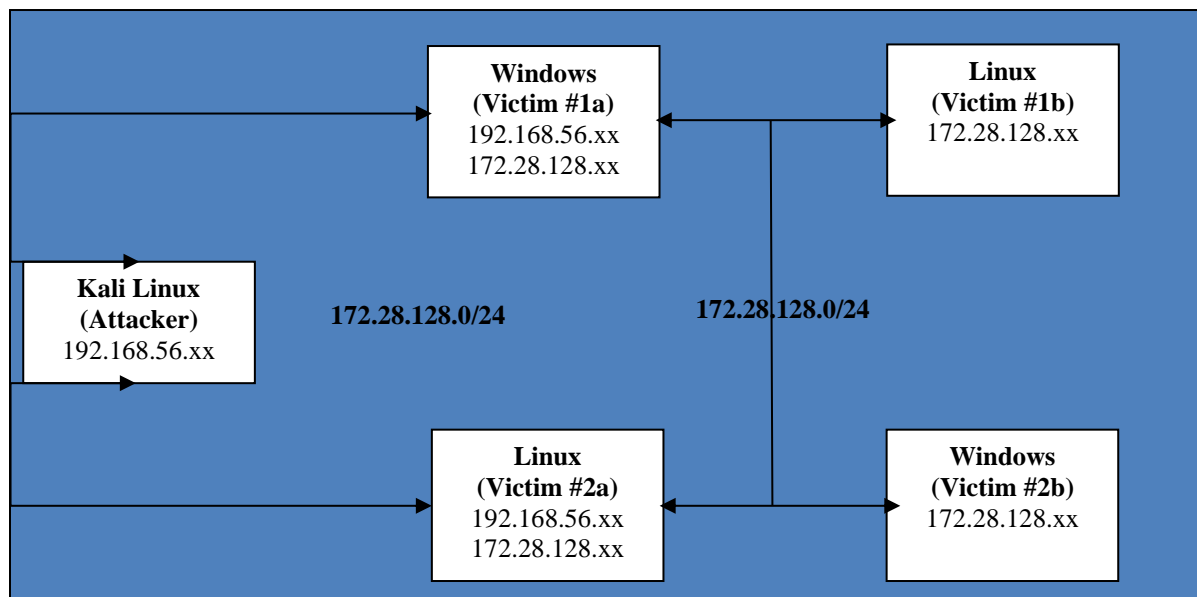 Windows
(Victim #1a)
192.168.56.xx
172.28.128.xx
Linux
(Victim #1b)
172.28.128.xx
Kali Linux
(Attacker)
192.168.56.xx
172.28.128.0/24
172.28.128.0/24
Linux
(Victim #2a)
192.168.56.xx
172.28.128.xx
Windows
(Victim #2b)
172.28.128.xx